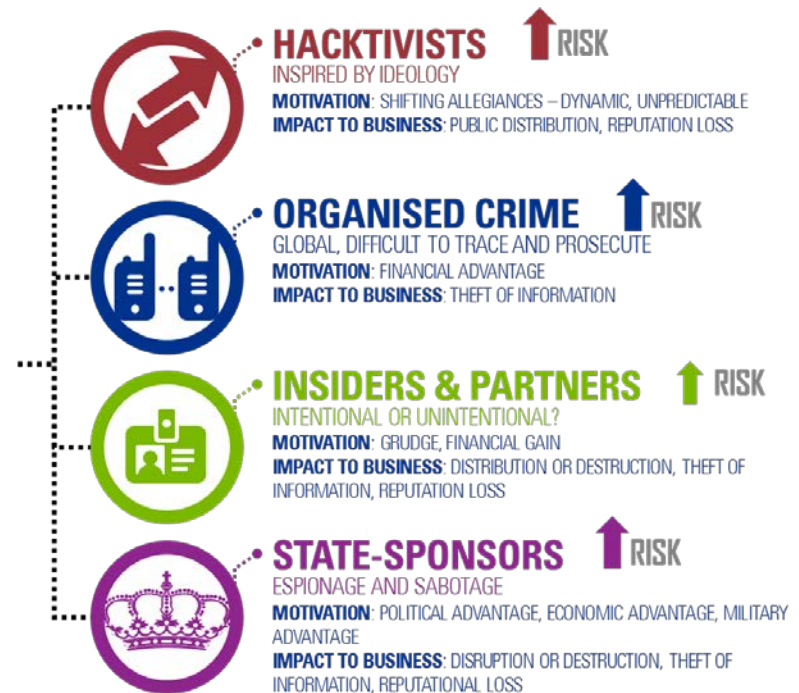 HACKTIVISTS RISK
INSPIRED BY IDEOLOGY
MOTIVATION: SHIFTING ALLEGIANCES – DYNAMIC, UNPREDICTABLE
IMPACT TO BUSINESS: PUBLIC DISTRIBUTION, REPUTATION LOSS
ORGANISED CRIME RISK
GLOBAL, DIFFICULT TO TRACE AND PROSECUTE
MOTIVATION: FINANCIAL ADVANTAGE
IMPACT TO BUSINESS: THEFT OF INFORMATION
INSIDERS & PARTNERS RISK
INTENTIONAL OR UNINTENTIONAL?
MOTIVATION: GRUDGE, FINANCIAL GAIN
IMPACT TO BUSINESS: DISTRIBUTION OR DESTRUCTION, THEFT OF
INFORMATION, REPUTATION LOSS
STATE-SPONSORS RISK
ESPIONAGE AND SABOTAGE
MOTIVATION: POLITICAL ADVANTAGE, ECONOMIC ADVANTAGE, MILITARY
ADVANTAGE
IMPACT TO BUSINESS: DISRUPTION OR DESTRUCTION, THEFT OF
INFORMATION, REPUTATIONAL LOSS